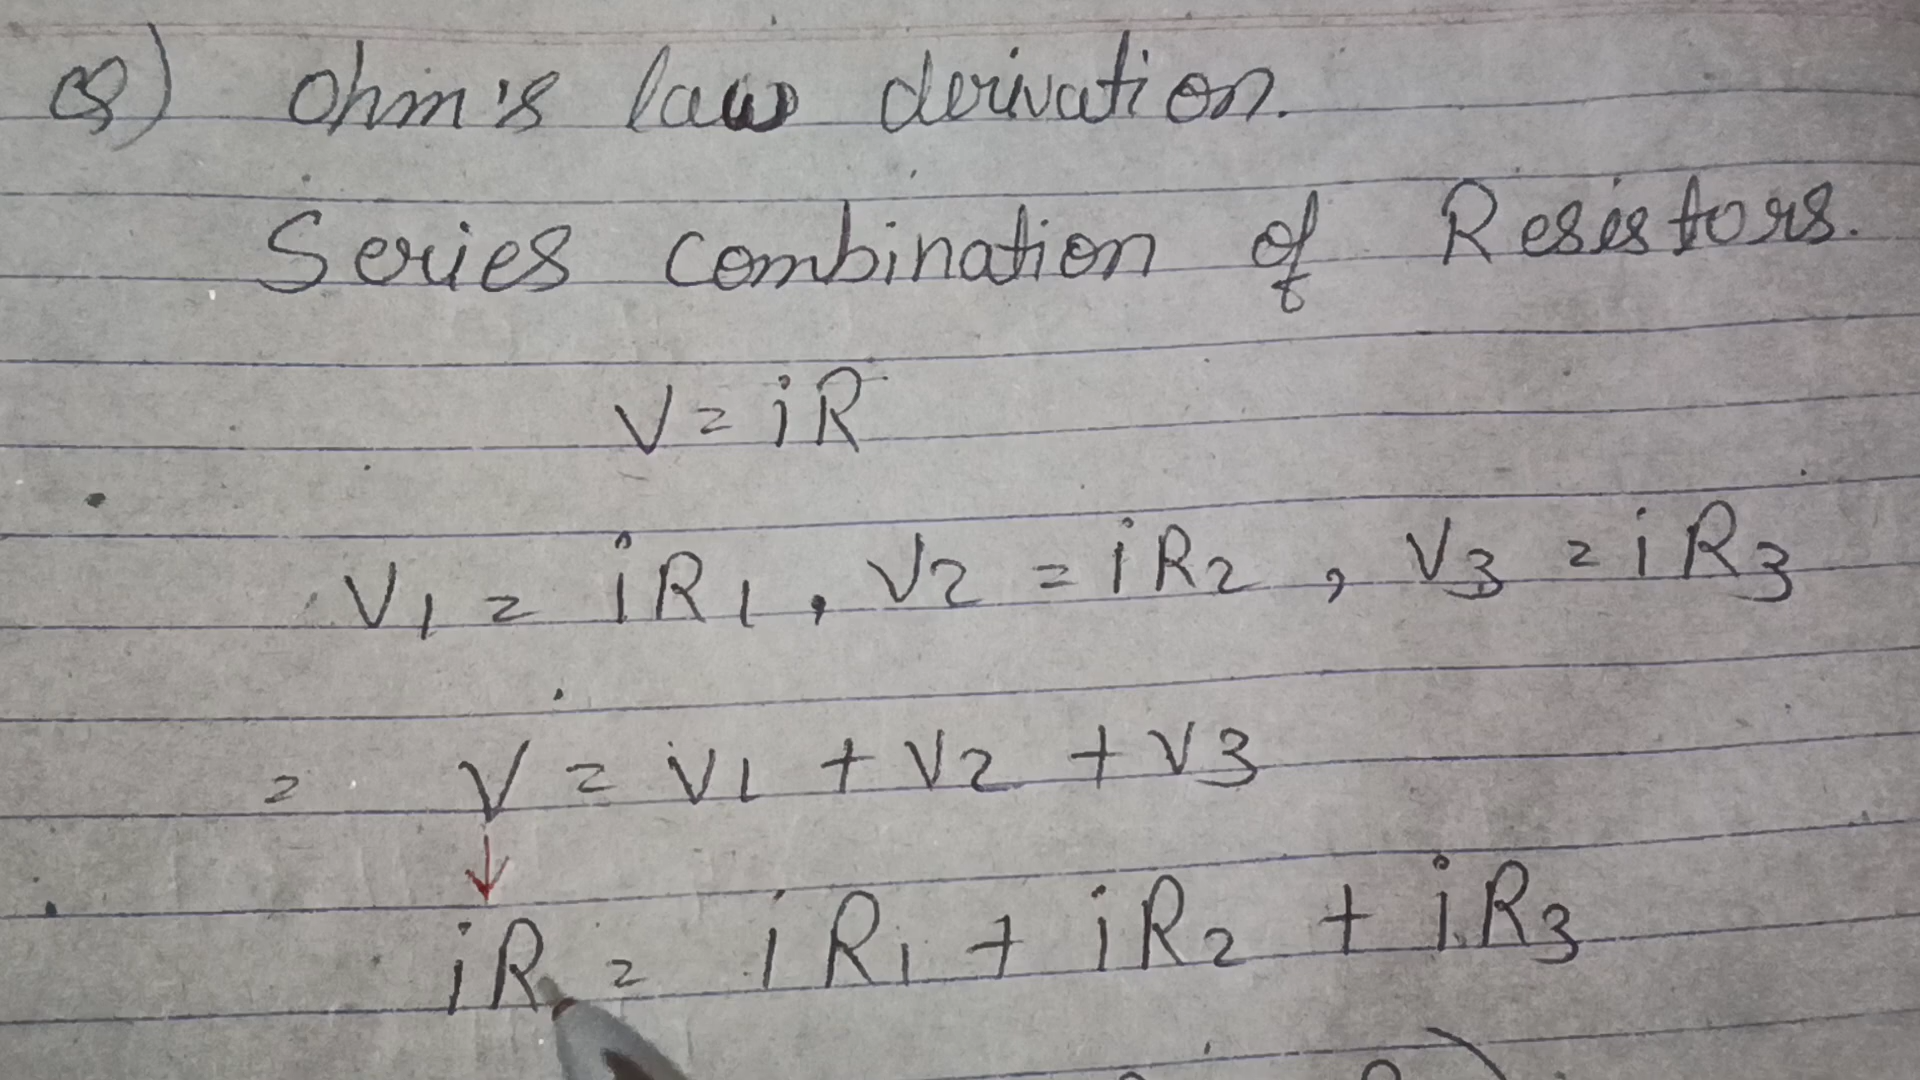 Q) Ohm's law derivation.
Series combination of Resistors.
V = iR
V1 = iR1, V2 = iR2, V3 = iR3
= V = V1 + V2 + V3
↓
iR = iR1 + iR2 + iR3